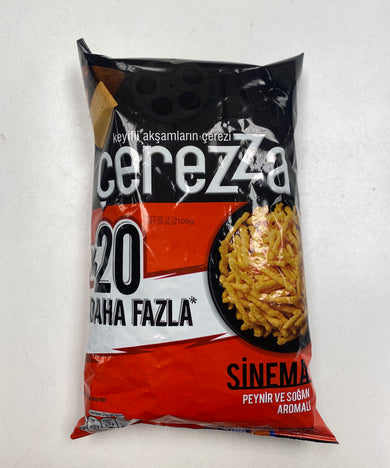 keyifli akşamların çerezi
çerezza
%20
DAHA FAZLA*
SİNEMA
PEYNİR VE SOĞAN
AROMALI